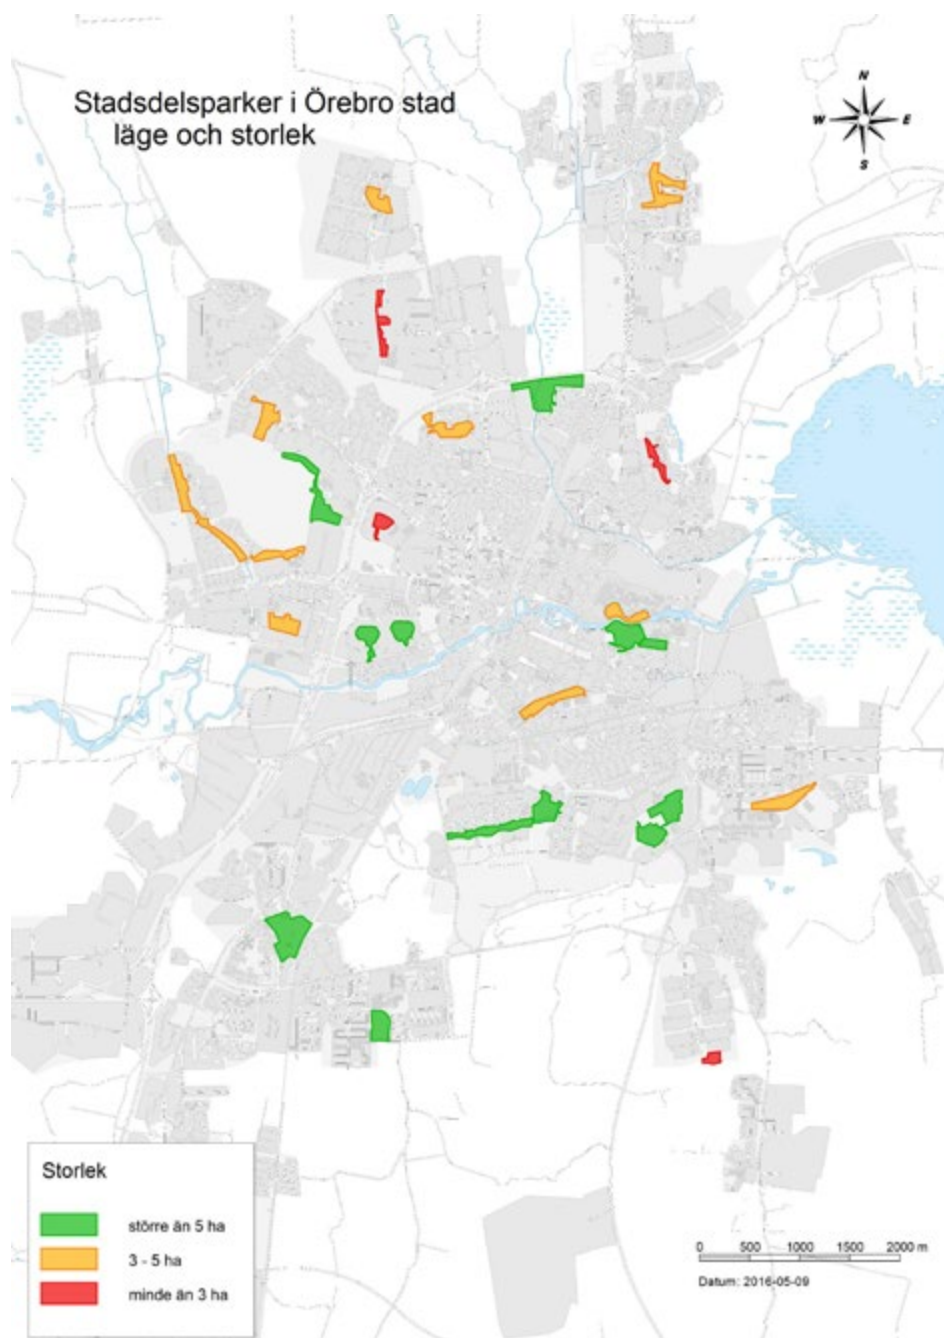 Stadsdelsparker i Örebro stad
läge och storlek
N
W
E
S
Storlek
större än 5 ha
3 - 5 ha
minde än 3 ha
0 500 1000 1500 2000 m
Datum: 2016-05-09